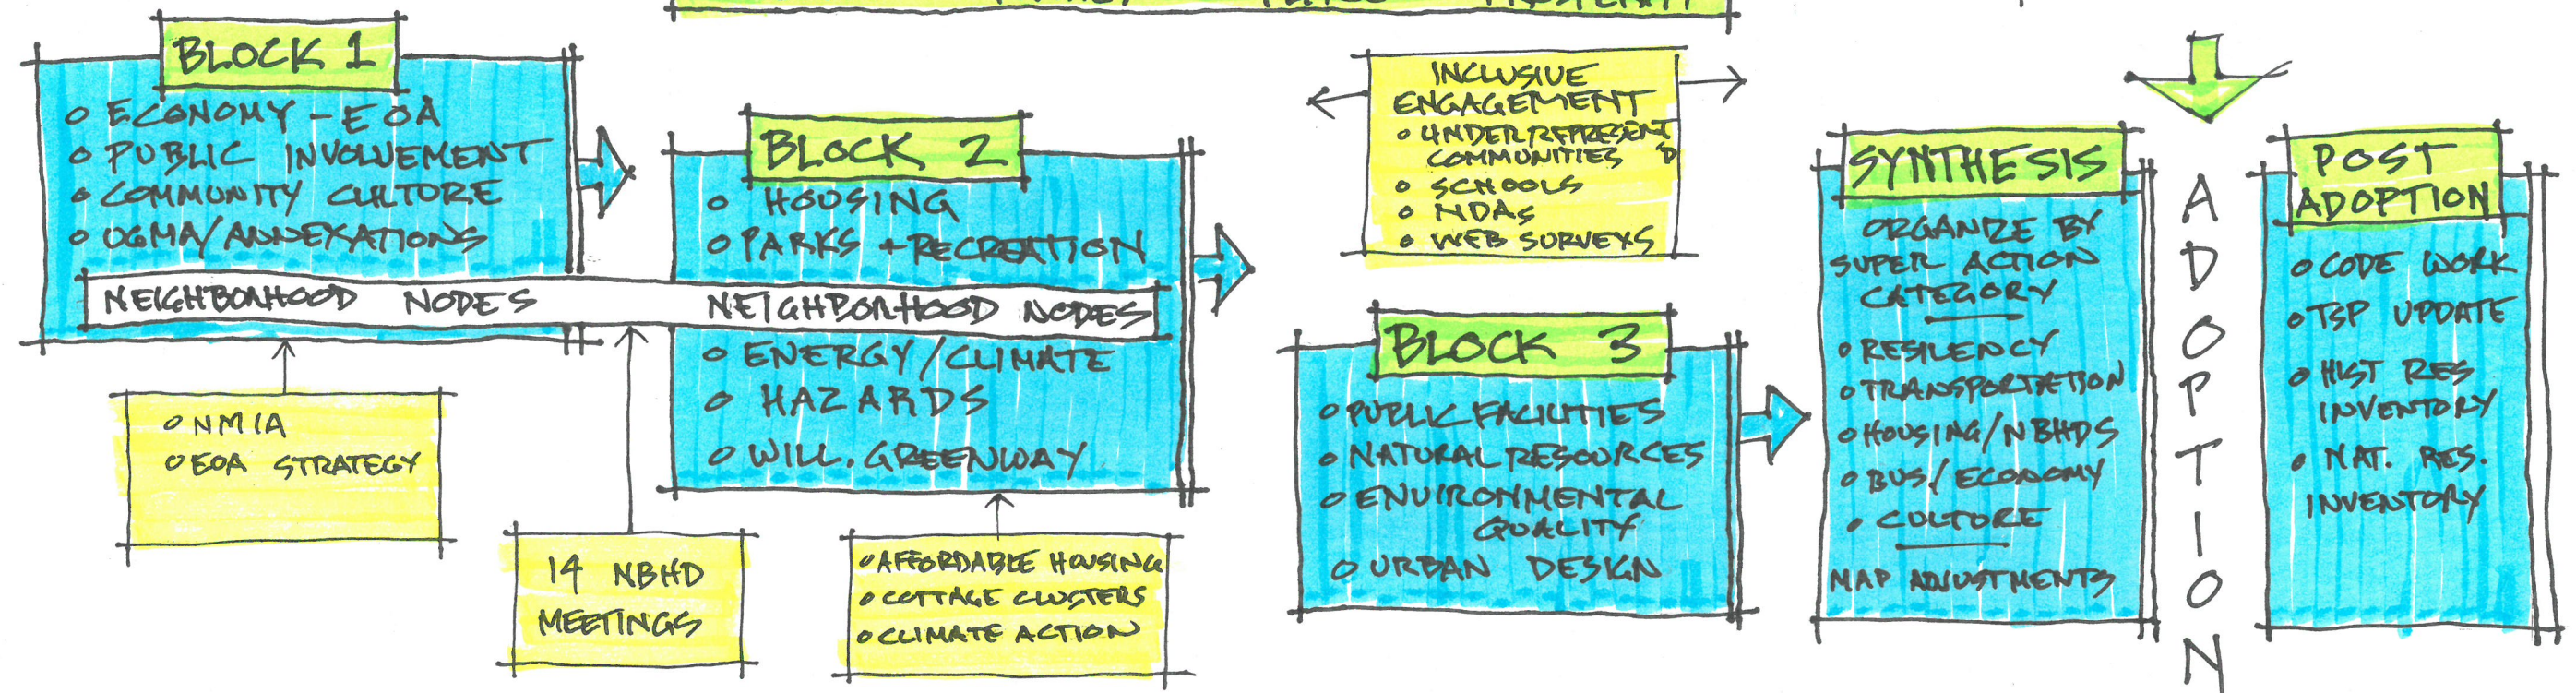 BLOCK 1
o ECONOMY - EOA
o PUBLIC INVOLVEMENT
o COMMUNITY CULTURE
o UGMA/ANNEXATIONS
NEIGHBORHOOD NODES
o NMIA
o EOA STRATEGY
14 NBHD
MEETINGS
BLOCK 2
o HOUSING
o PARKS + RECREATION
NEIGHBORHOOD NODES
o ENERGY/CLIMATE
o HAZARDS
o WILL. GREENWAY
o AFFORDABLE HOUSING
o COTTAGE CLUSTERS
o CLIMATE ACTION
INCLUSIVE
ENGAGEMENT
o UNDERREPRESENT'D
COMMUNITIES
o SCHOOLS
o NDAs
o WEB SURVEYS
BLOCK 3
o PUBLIC FACILITIES
o NATURAL RESOURCES
o ENVIRONMENTAL
QUALITY
o URBAN DESIGN
SYNTHESIS
ORGANIZE BY
SUPER ACTION
CATEGORY
o RESILENCY
o TRANSPORTATION
o HOUSING/NBHDS
o BUS/ECONOMY
o CULTURE
MAP ADJUSTMENTS
ADOPTION
POST
ADOPTION
o CODE WORK
o TSP UPDATE
o HIST RES
INVENTORY
o NAT. RES.
INVENTORY